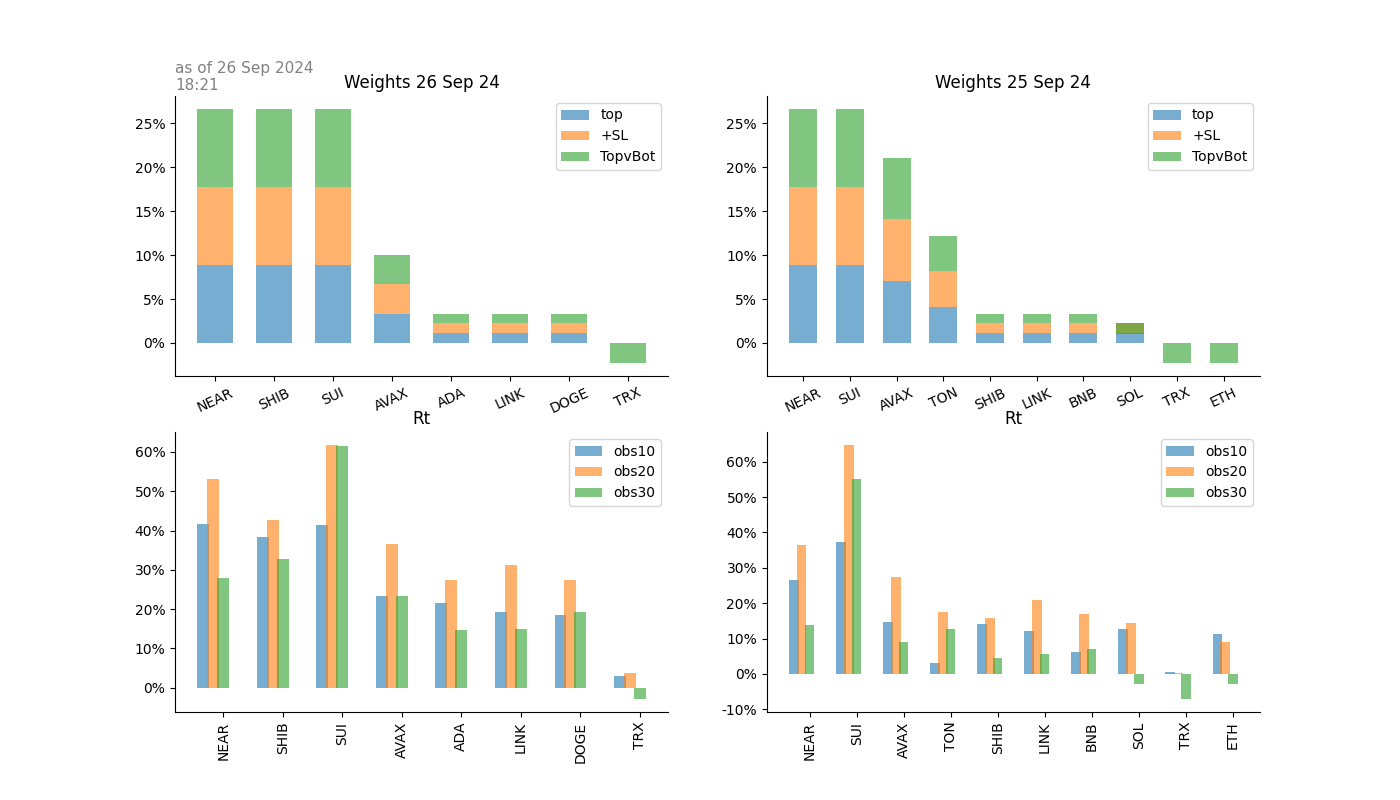 as of 26 Sep 2024
18:21
Weights 26 Sep 24
25%
20%
15%
10%
5%
0%
top
+SL
TopvBot
NEAR SHIB SUI AVAX ADA LINK DOGE TRX
Weights 25 Sep 24
25%
20%
15%
10%
5%
0%
top
+SL
TopvBot
NEAR SUI AVAX TON SHIB LINK BNB SOL TRX ETH
Rt
60%
50%
40%
30%
20%
10%
0%
obs10
obs20
obs30
NEAR SHIB SUI AVAX ADA LINK DOGE TRX
Rt
60%
50%
40%
30%
20%
10%
0%
-10%
obs10
obs20
obs30
NEAR SUI AVAX TON SHIB LINK BNB SOL TRX ETH